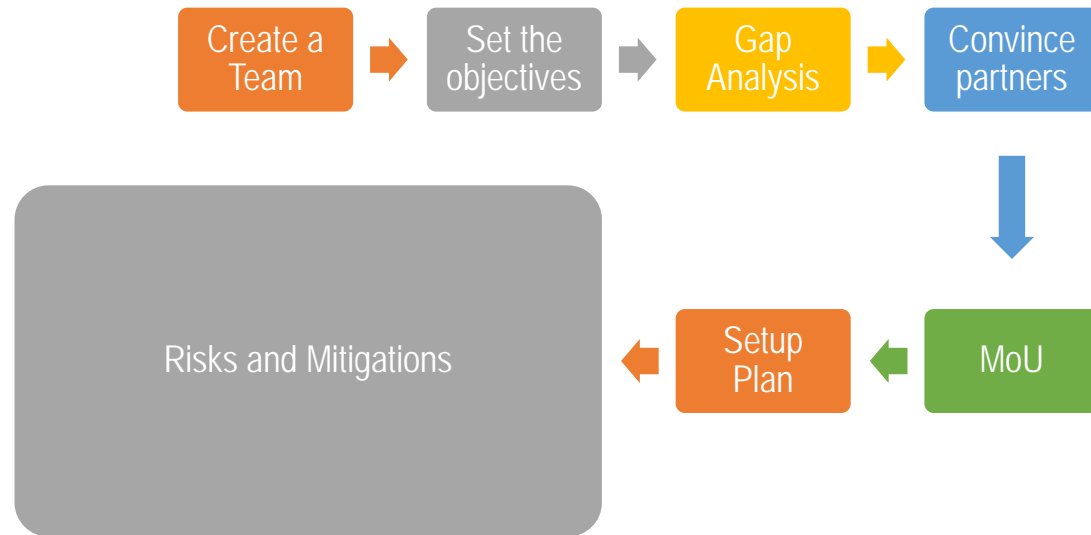 Create a
Team
Set the
objectives
Gap
Analysis
Convince
partners
MoU
Setup
Plan
Risks and Mitigations